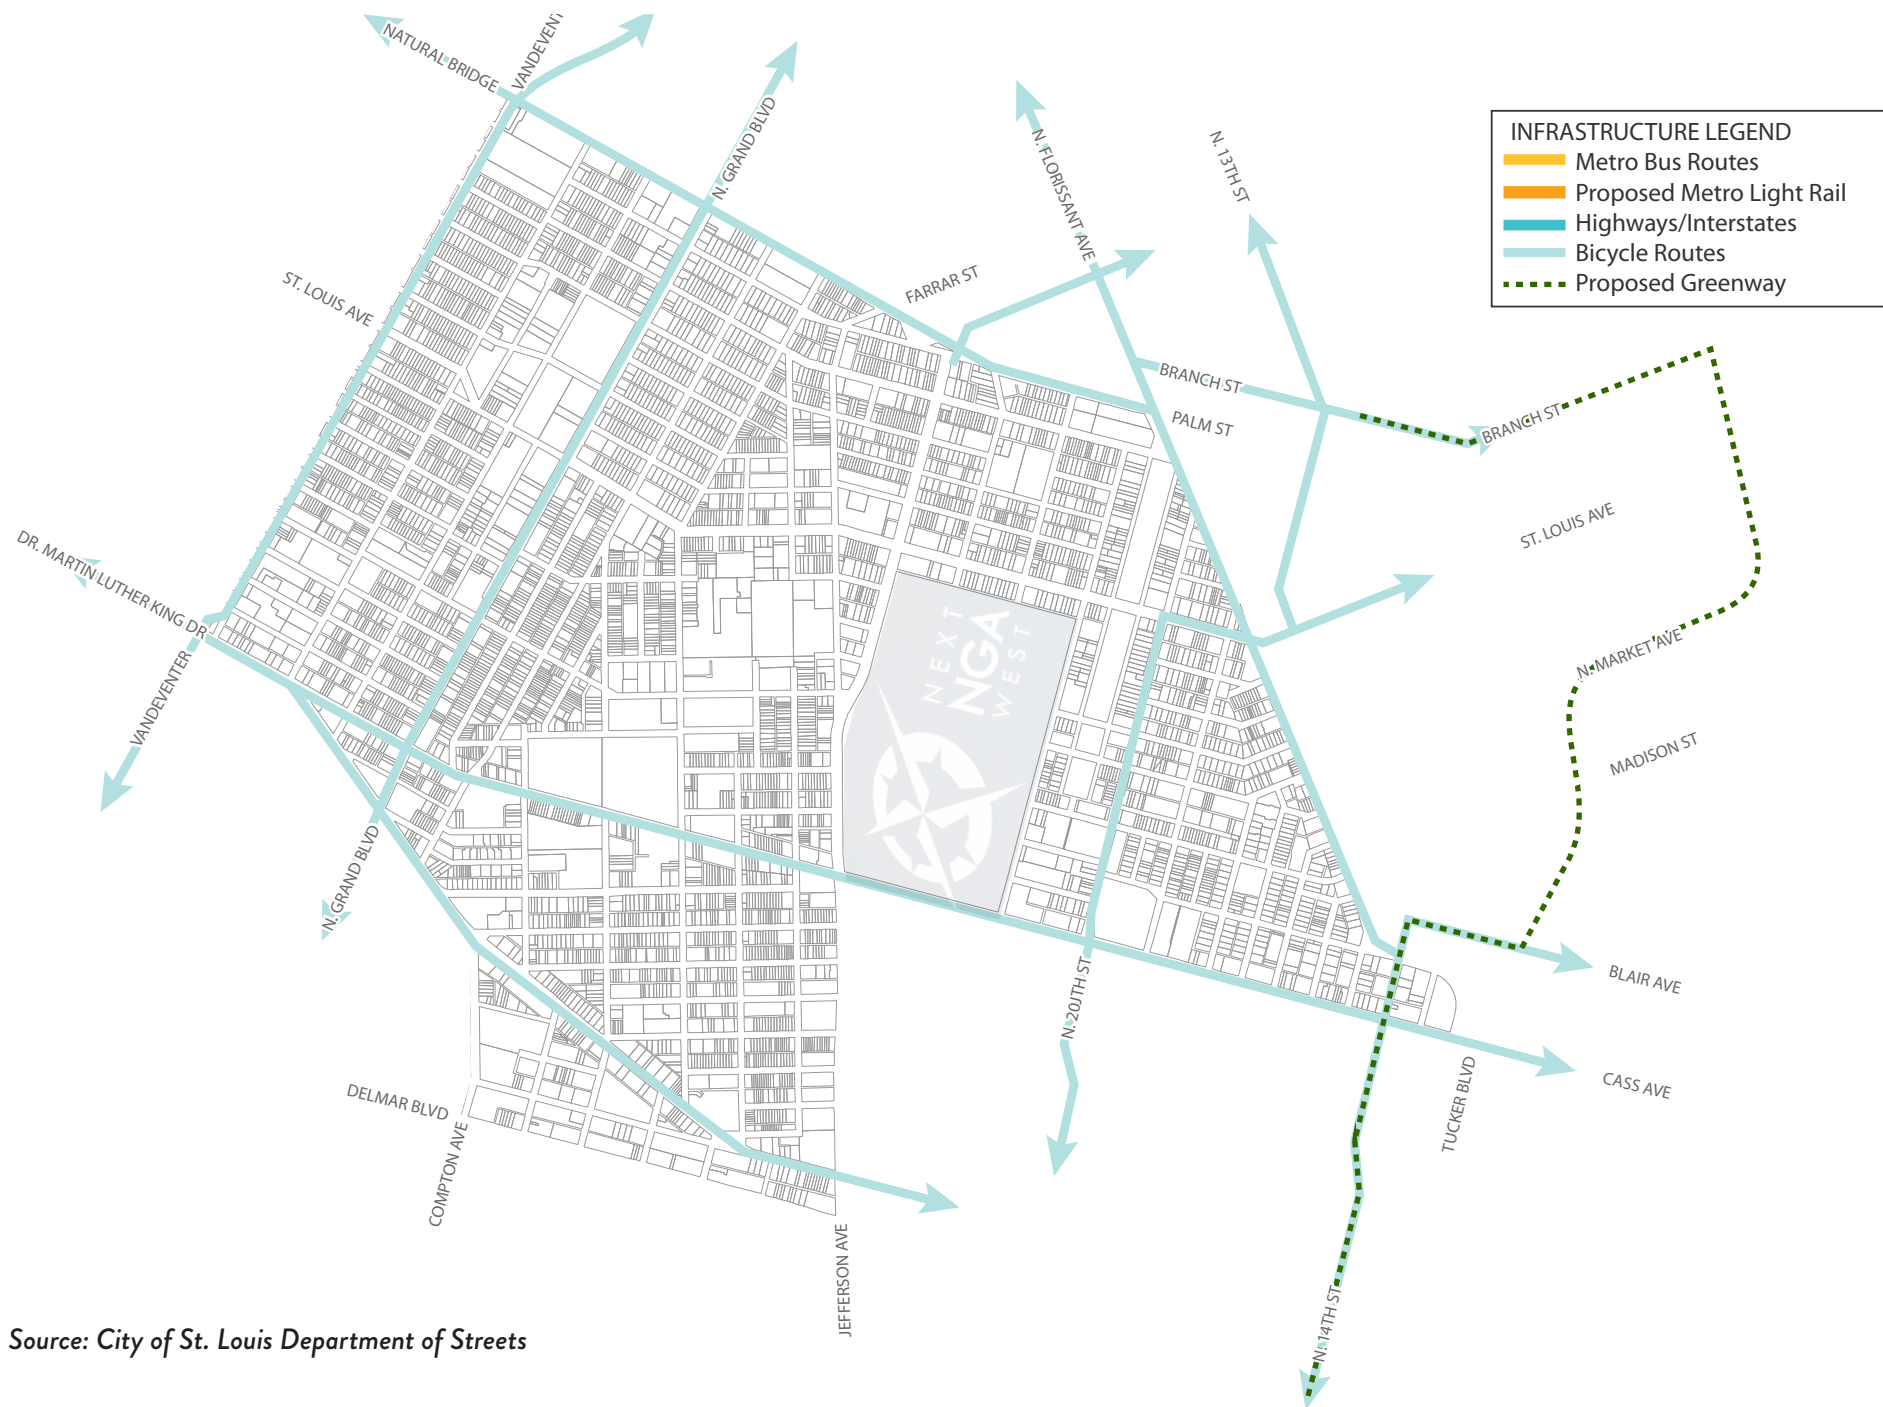 NATURAL BRIDGE
VANDEVENT
N. GRAND BLVD
N. FLORISSANT AVE
N. 13TH ST
INFRASTRUCTURE LEGEND
Metro Bus Routes
Proposed Metro Light Rail
Highways/Interstates
Bicycle Routes
Proposed Greenway
ST. LOUIS AVE
FARRAR ST
BRANCH ST
PALM ST
BRANCH ST
ST. LOUIS AVE
DR. MARTIN LUTHER KING DR
NEXT
NGA
WEST
N. MARKET AVE
VANDEVENTER
MADISON ST
N. GRAND BLVD
N. 20JTH ST
BLAIR AVE
CASS AVE
TUCKER BLVD
DELMAR BLVD
COMPTON AVE
JEFFERSON AVE
N. 14TH ST
Source: City of St. Louis Department of Streets